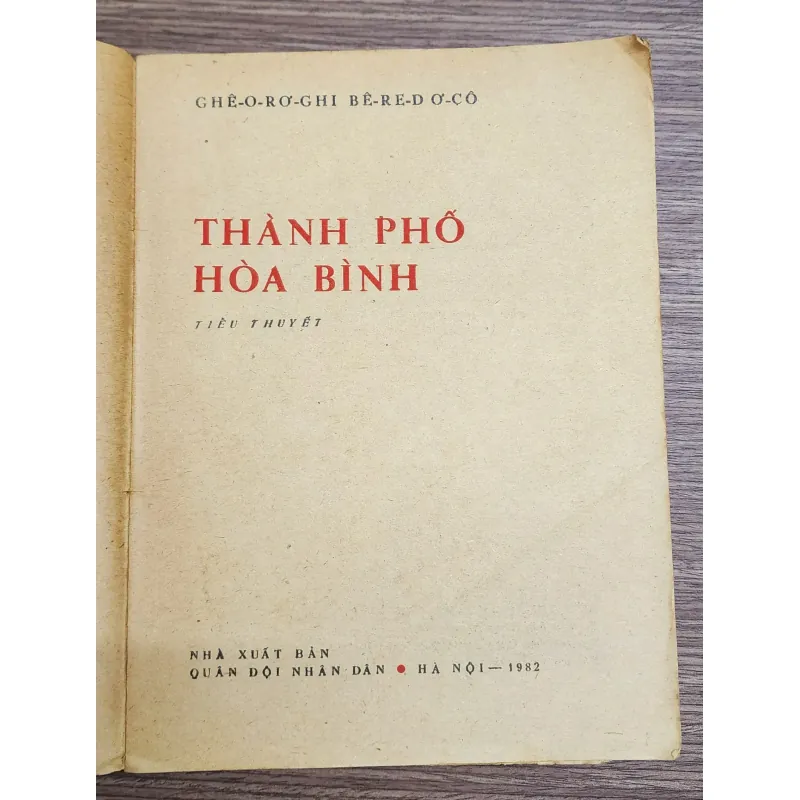 GHÊ-O-RƠ-GHI BÊ-RE-DƠ-CÔ
THÀNH PHỐ
HÒA BÌNH
TIỂU THUYẾT
NHÀ XUẤT BẢN
QUÂN ĐỘI NHÂN DÂN ● HÀ NỘI — 1982